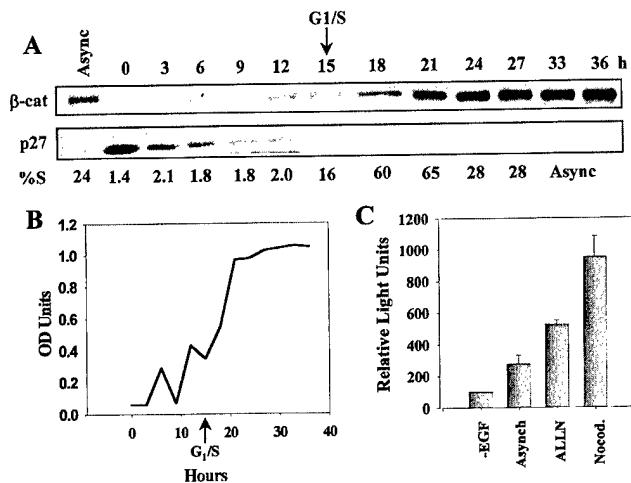 G1/S
A Async 0 3 6 9 12 15 18 21 24 27 33 36 h
β-cat
p27
%S 24 1.4 2.1 1.8 1.8 2.0 16 60 65 28 28 Async
B
1.2
1.0
0.8
0.6
0.4
0.2
0.0
OD Units
0 10 20 30 40
G1/S
Hours
C
1200
1000
800
600
400
200
0
Relative Light Units
-EGF
Asynch
ALLN
Nocod.